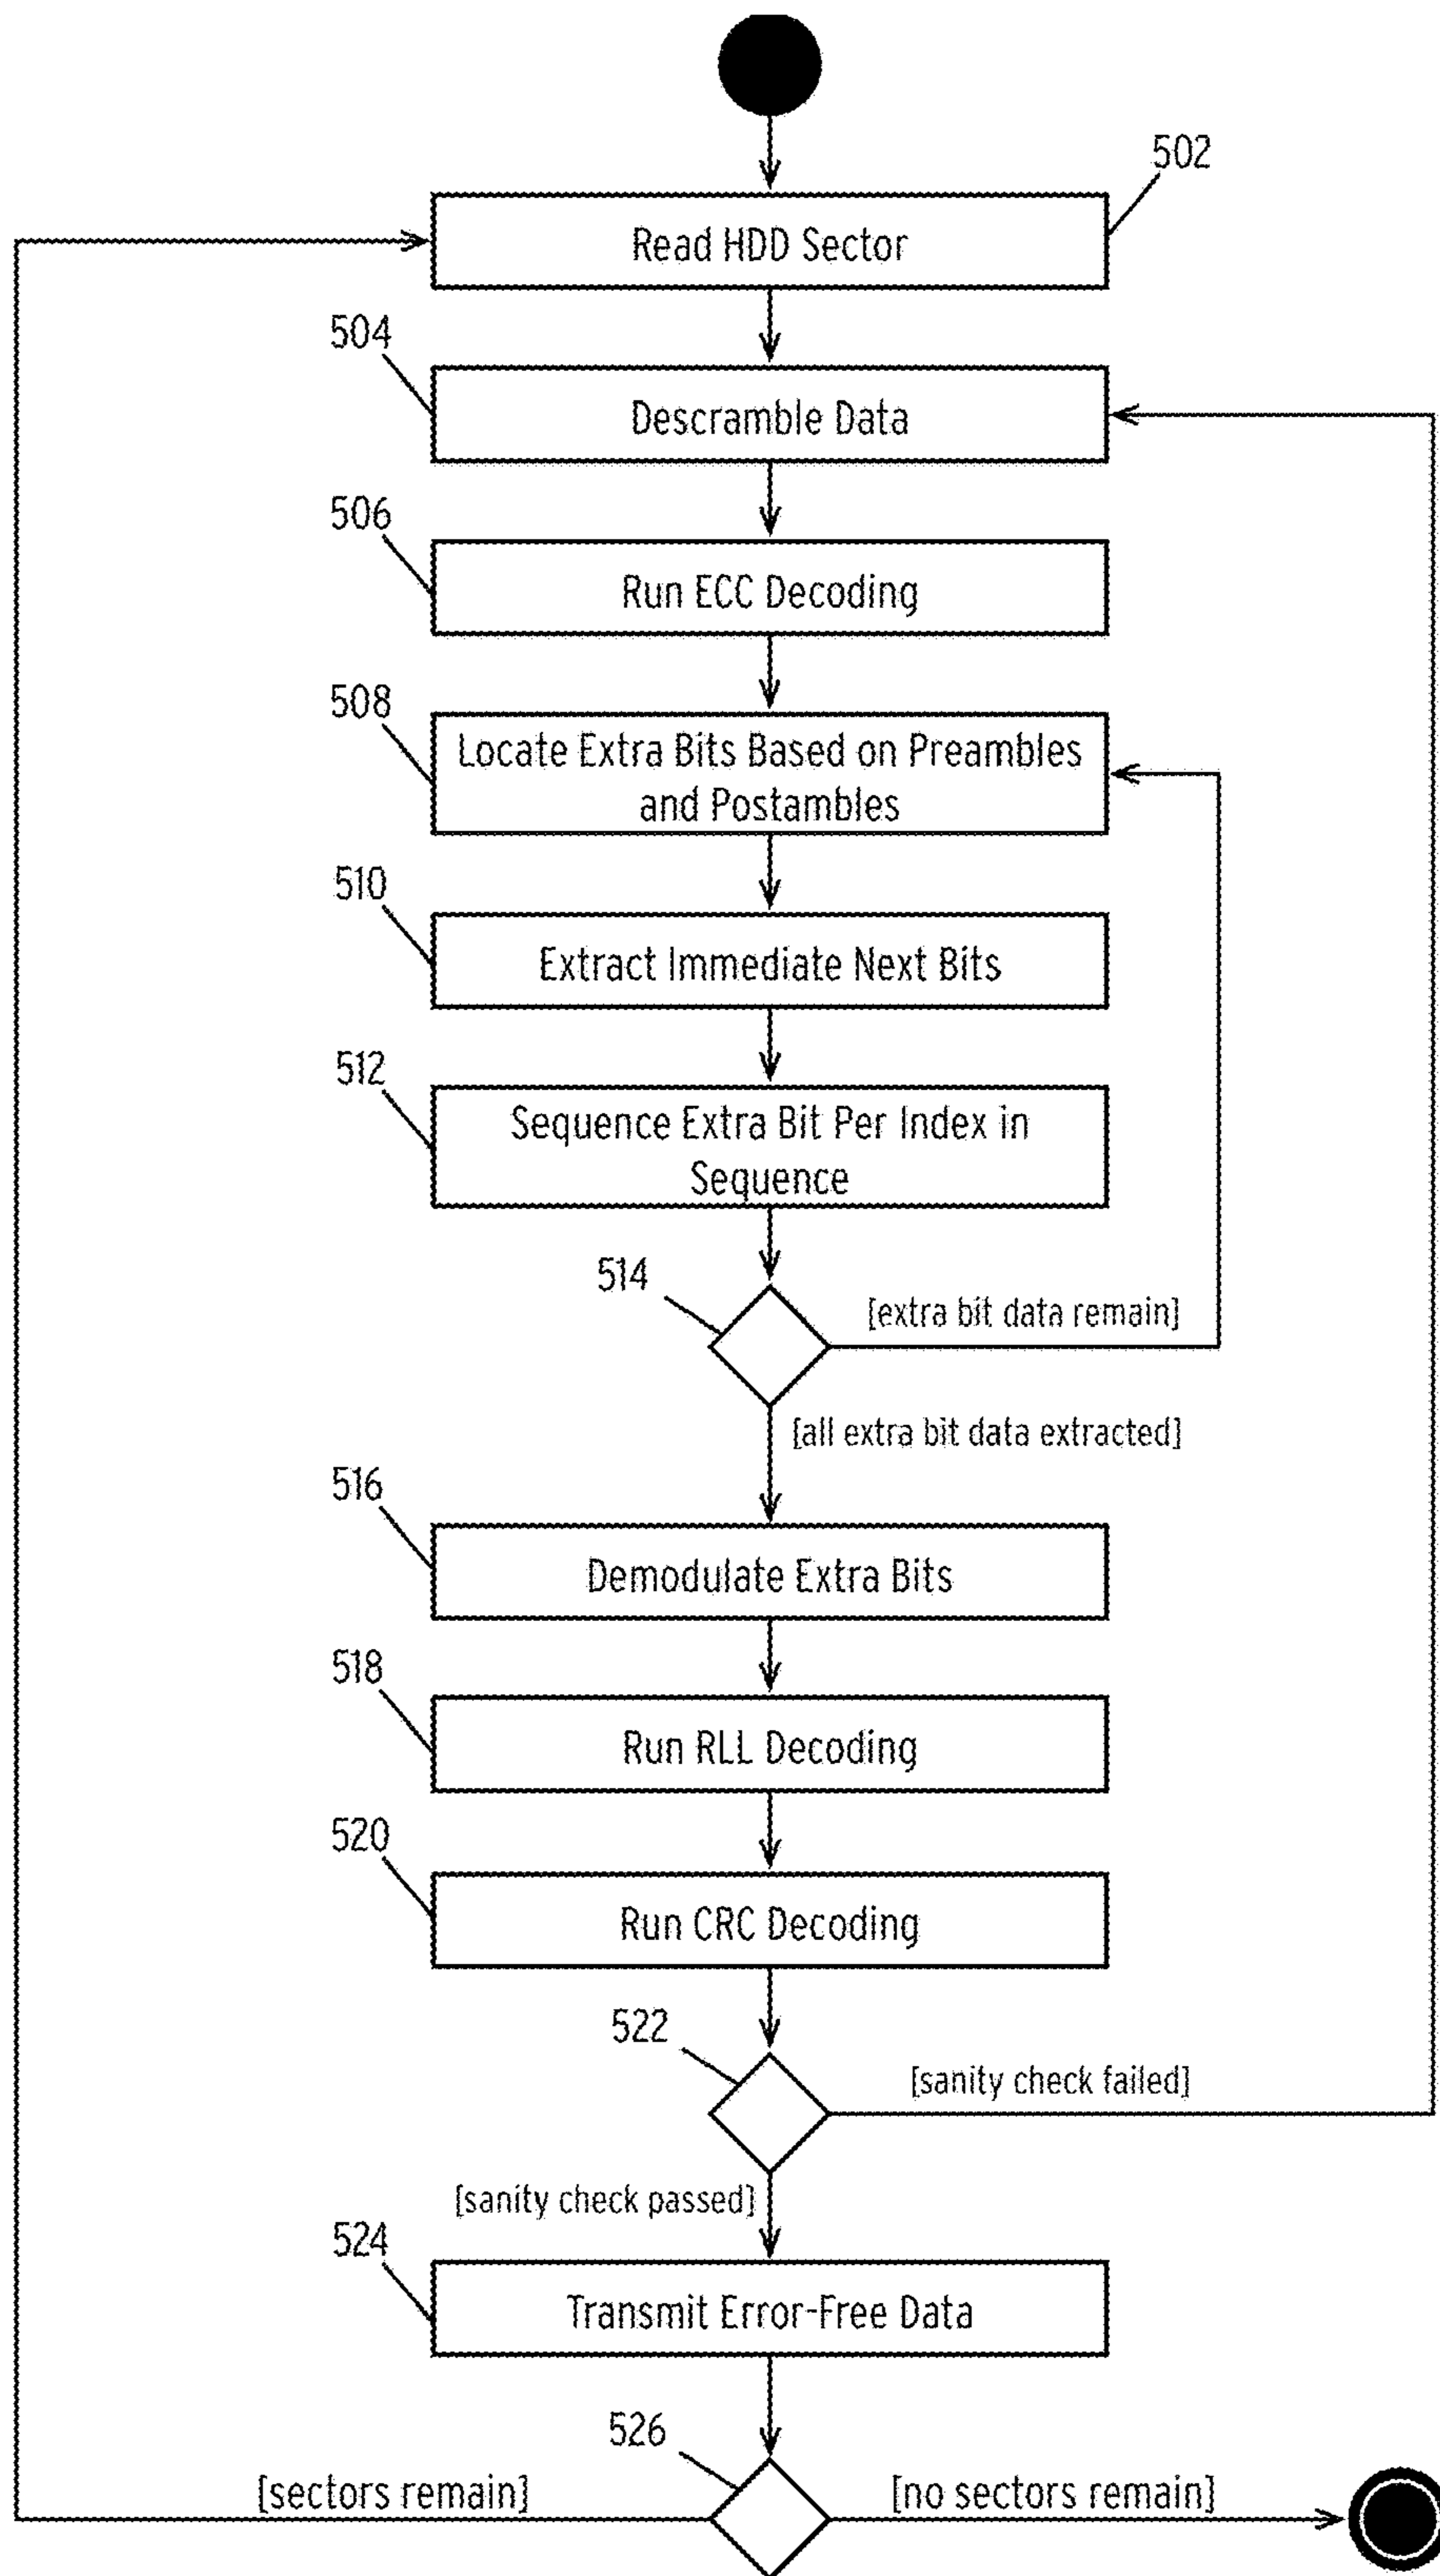 502
Read HDD Sector
504
Descramble Data
506
Run ECC Decoding
508
Locate Extra Bits Based on Preambles
and Postambles
510
Extract Immediate Next Bits
512
Sequence Extra Bit Per Index in
Sequence
514
[extra bit data remain]
[all extra bit data extracted]
516
Demodulate Extra Bits
518
Run RLL Decoding
520
Run CRC Decoding
522
[sanity check failed]
[sanity check passed]
524
Transmit Error-Free Data
526
[sectors remain]
[no sectors remain]